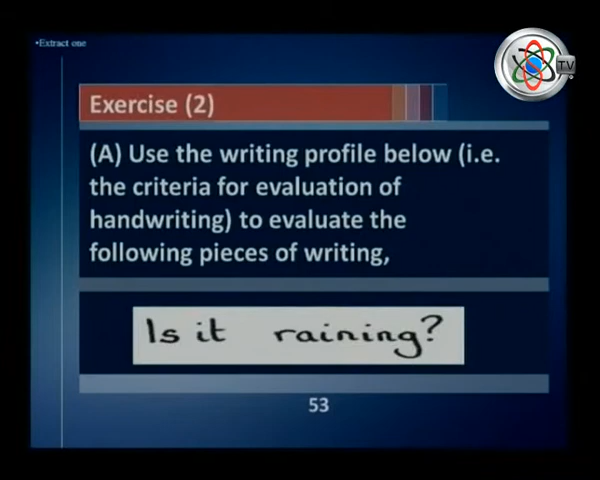 •Extract one
TV
Exercise (2)
(A) Use the writing profile below (i.e.
the criteria for evaluation of
handwriting) to evaluate the
following pieces of writing,
Is it raining?
53